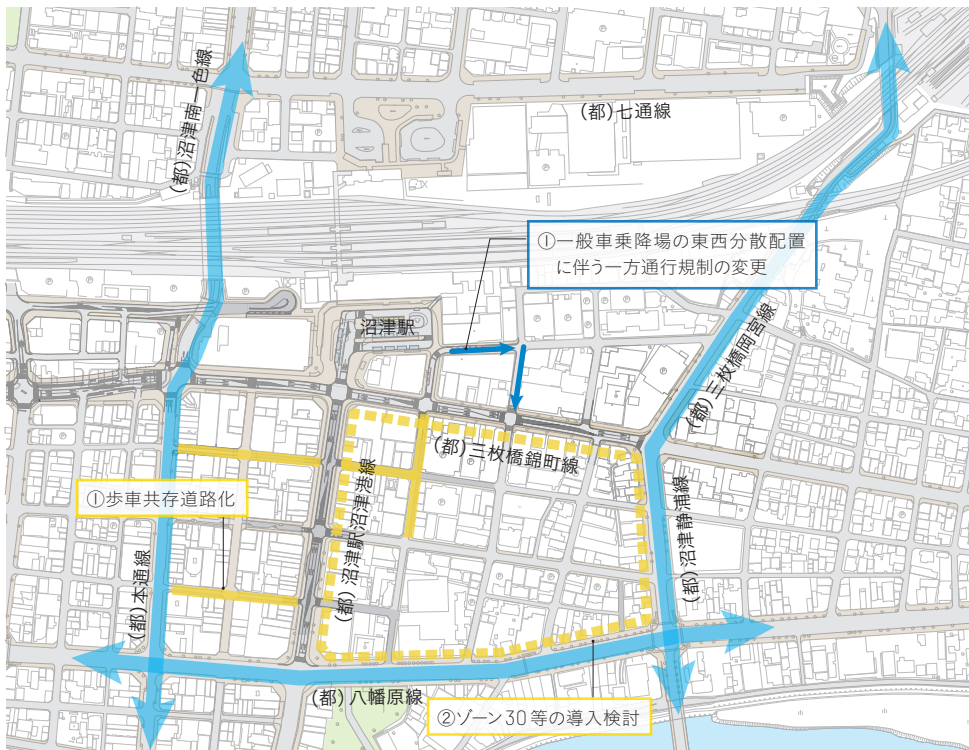 (都)沼津南一色線
(都)七通線
①一般車乗降場の東西分散配置
に伴う一方通行規制の変更
沼津駅
(都)三枚橋岡宮線
(都)三枚橋錦町線
①歩車共存道路化
(都)沼津駅沼津港線
(都)沼津静浦線
(都)本通線
(都)八幡原線
②ゾーン30等の導入検討